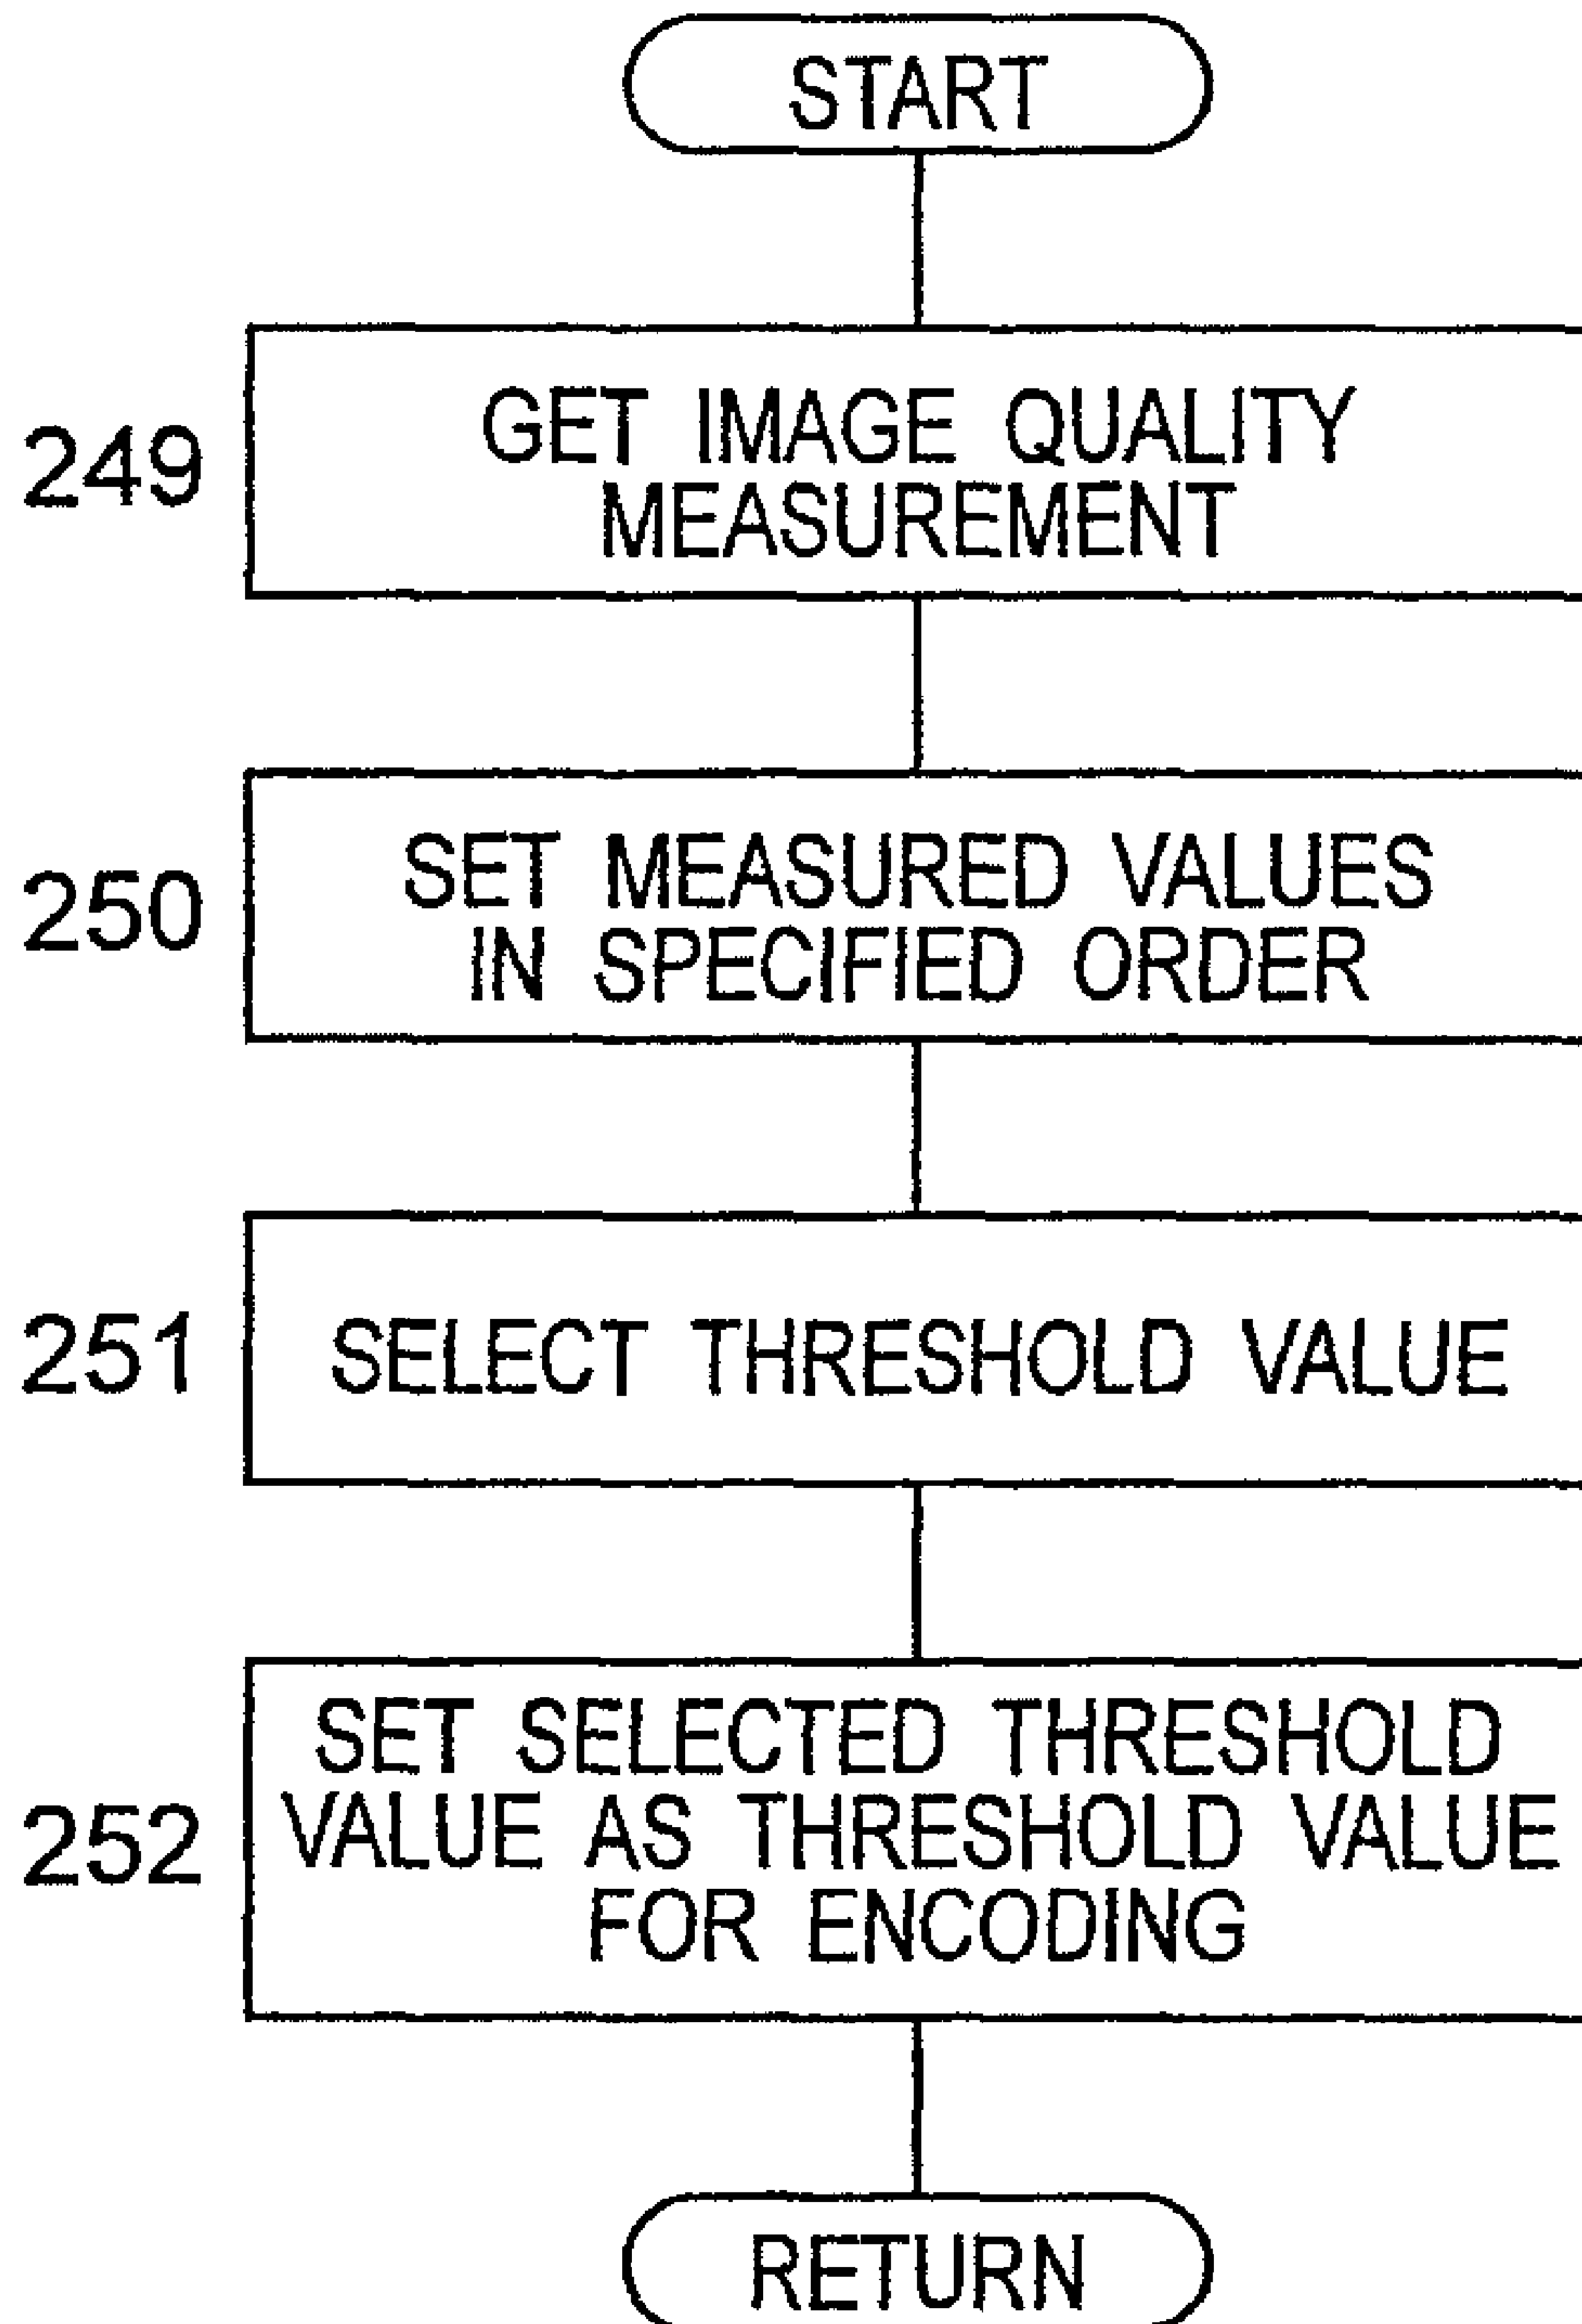 START
249
GET IMAGE QUALITY
MEASUREMENT
250
SET MEASURED VALUES
IN SPECIFIED ORDER
251
SELECT THRESHOLD VALUE
252
SET SELECTED THRESHOLD
VALUE AS THRESHOLD VALUE
FOR ENCODING
RETURN